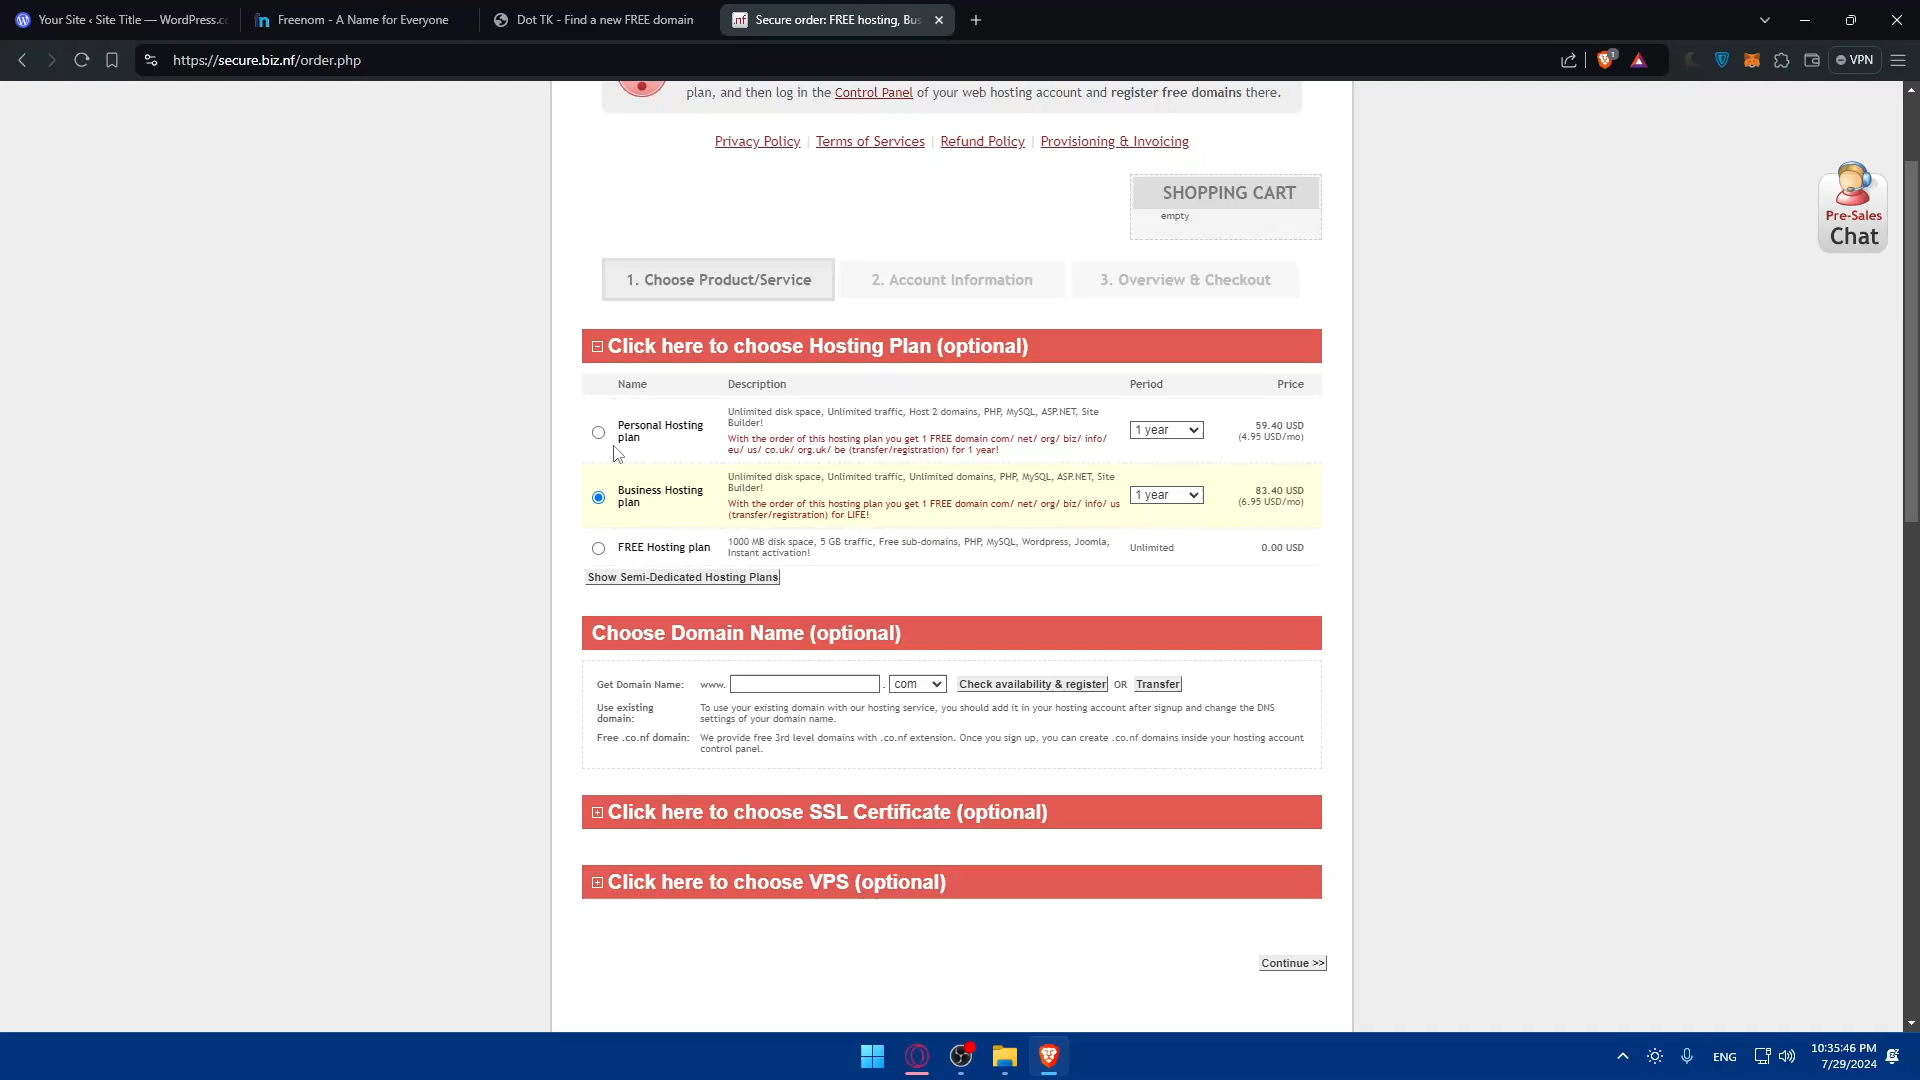 Your Site ‹ Site Title — WordPress.c
Freenom - A Name for Everyone
Dot TK - Find a new FREE domain
Secure order: FREE hosting, Bus
https://secure.biz.nf/order.php
1
VPN
plan, and then log in the Control Panel of your web hosting account and register free domains there.
Privacy Policy | Terms of Services | Refund Policy | Provisioning & Invoicing
SHOPPING CART
empty
Pre-Sales
Chat
1. Choose Product/Service
2. Account Information
3. Overview & Checkout
Click here to choose Hosting Plan (optional)
Name Description Period Price
Personal Hosting
plan
Unlimited disk space, Unlimited traffic, Host 2 domains, PHP, MySQL, ASP.NET, Site
Builder!
With the order of this hosting plan you get 1 FREE domain com/ net/ org/ biz/ info/
eu/ us/ co.uk/ org.uk/ be (transfer/registration) for 1 year!
1 year
59.40 USD
(4.95 USD/mo)
Business Hosting
plan
Unlimited disk space, Unlimited traffic, Unlimited domains, PHP, MySQL, ASP.NET, Site
Builder!
With the order of this hosting plan you get 1 FREE domain com/ net/ org/ biz/ info/ us
(transfer/registration) for LIFE!
1 year
83.40 USD
(6.95 USD/mo)
FREE Hosting plan
1000 MB disk space, 5 GB traffic, Free sub-domains, PHP, MySQL, Wordpress, Joomla,
Instant activation!
Unlimited
0.00 USD
Show Semi-Dedicated Hosting Plans
Choose Domain Name (optional)
Get Domain Name: www. . com Check availability & register OR Transfer
Use existing
domain:
To use your existing domain with our hosting service, you should add it in your hosting account after signup and change the DNS
settings of your domain name.
Free .co.nf domain:
We provide free 3rd level domains with .co.nf extension. Once you sign up, you can create .co.nf domains inside your hosting account
control panel.
Click here to choose SSL Certificate (optional)
Click here to choose VPS (optional)
Continue >>
ENG
10:35:46 PM
7/29/2024